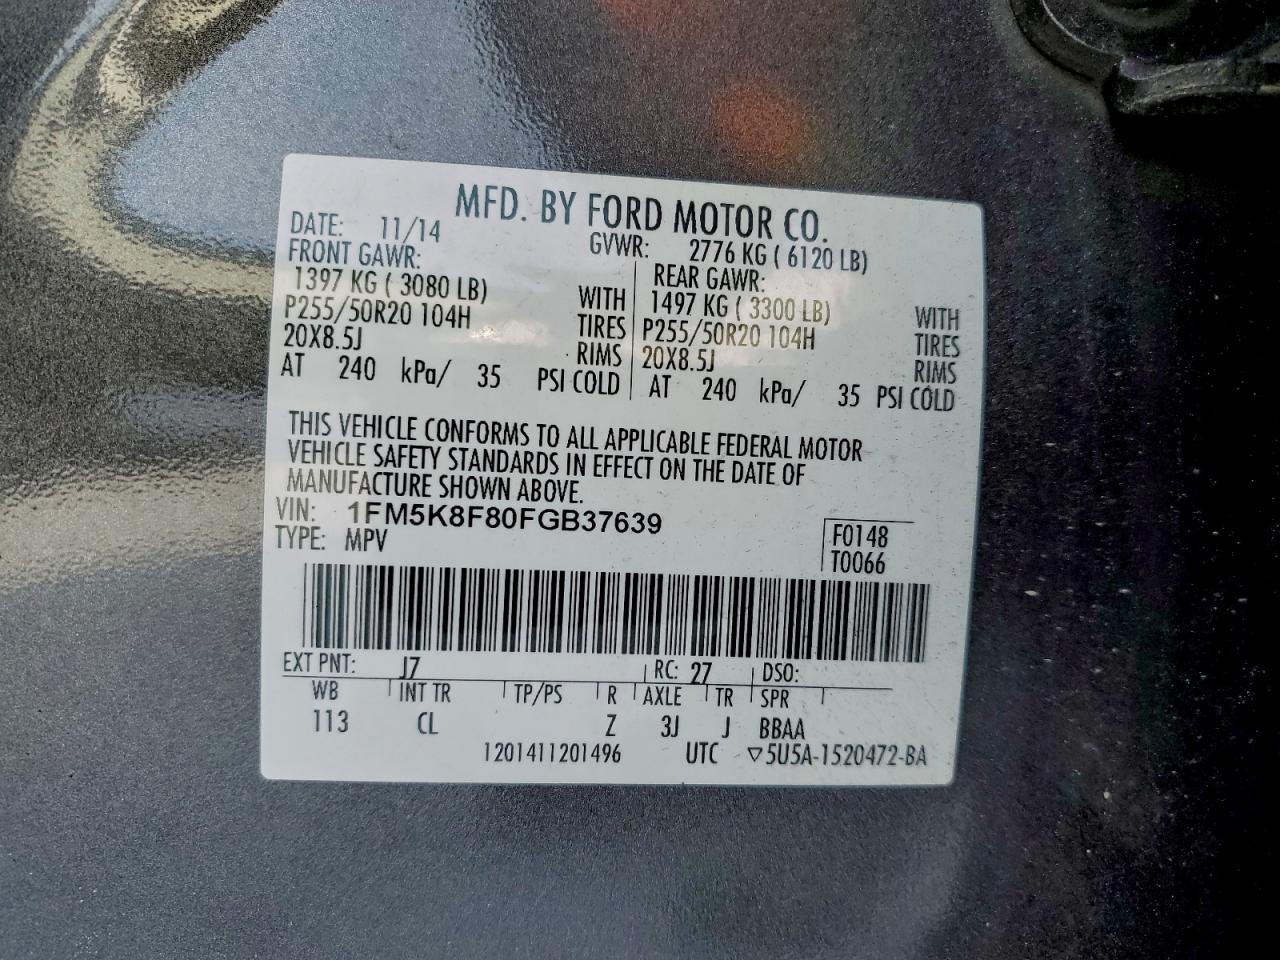 MFD. BY FORD MOTOR CO.
DATE: 11/14 GVWR: 2776 KG ( 6120 LB)
FRONT GAWR: REAR GAWR:
1397 KG ( 3080 LB) WITH 1497 KG ( 3300 LB) WITH
P255/50R20 104H TIRES P255/50R20 104H TIRES
20X8.5J RIMS 20X8.5J RIMS
AT 240 kPa/ 35 PSI COLD AT 240 kPa/ 35 PSI COLD
THIS VEHICLE CONFORMS TO ALL APPLICABLE FEDERAL MOTOR
VEHICLE SAFETY STANDARDS IN EFFECT ON THE DATE OF
MANUFACTURE SHOWN ABOVE.
VIN: 1FM5K8F80FGB37639 F0148
TYPE: MPV T0066
EXT PNT: J7 RC: 27 DSO:
WB INT TR TP/PS R AXLE TR SPR
113 CL Z 3J J BBAA
1201411201496 UTC ▽5U5A-1520472-BA